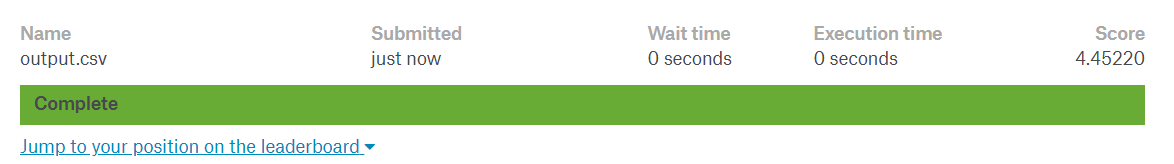 Name Submitted Wait time Execution time Score
output.csv just now 0 seconds 0 seconds 4.45220
Complete
Jump to your position on the leaderboard